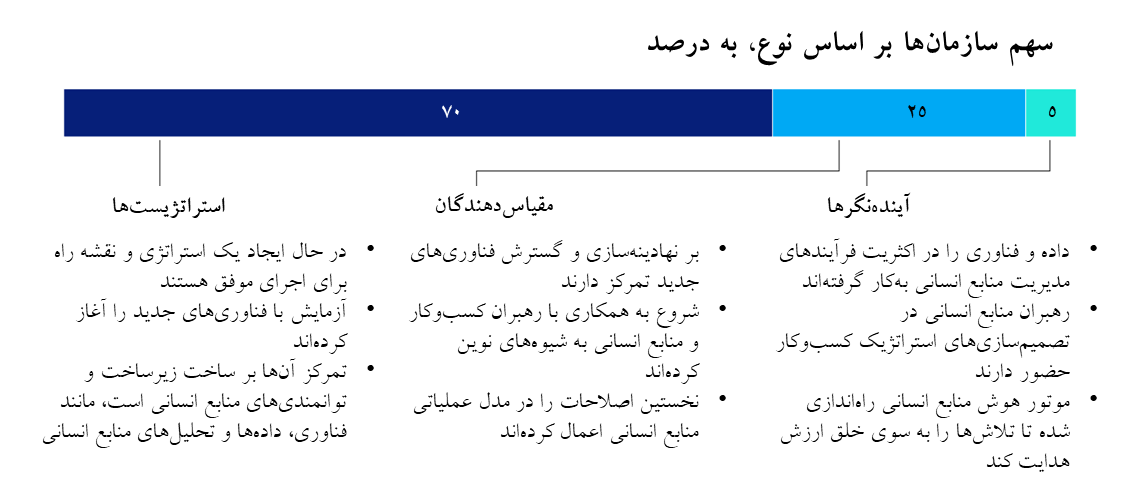 سهم سازمان‌ها بر اساس نوع، به درصد
۵
۲۵
۷۰
آینده‌نگرها
• داده و فناوری را در اکثریت فرآیندهای
مدیریت منابع انسانی به‌کار گرفته‌اند
• رهبران منابع انسانی در
تصمیم‌سازی‌های استراتژیک کسب‌وکار
حضور دارند
• موتور هوش منابع انسانی راه‌اندازی
شده تا تلاش‌ها را به سوی خلق ارزش
هدایت کند
مقیاس‌دهندگان
• بر نهادینه‌سازی و گسترش فناوری‌های
جدید تمرکز دارند
• شروع به همکاری با رهبران کسب‌وکار
و منابع انسانی به شیوه‌های نوین
کرده‌اند
• نخستین اصلاحات را در مدل عملیاتی
منابع انسانی اعمال کرده‌اند
استراتژیست‌ها
• در حال ایجاد یک استراتژی و نقشه راه
برای اجرای موفق هستند
• آزمایش با فناوری‌های جدید را آغاز
کرده‌اند
• تمرکز آن‌ها بر ساخت زیرساخت و
توانمندی‌های منابع انسانی است، مانند
فناوری، داده‌ها و تحلیل‌های منابع انسانی